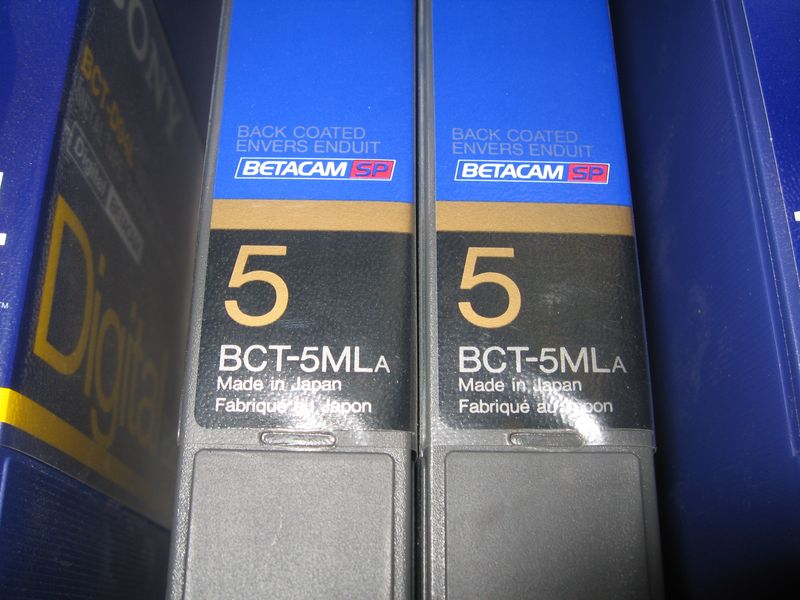 SONY
Digital
BACK COATED
ENVERS ENDUIT
BETACAM SP
5
BCT-5MLA
Made in Japan
Fabriqué au Japon
BACK COATED
ENVERS ENDUIT
BETACAM SP
5
BCT-5MLA
Made in Japan
Fabriqué au Japon